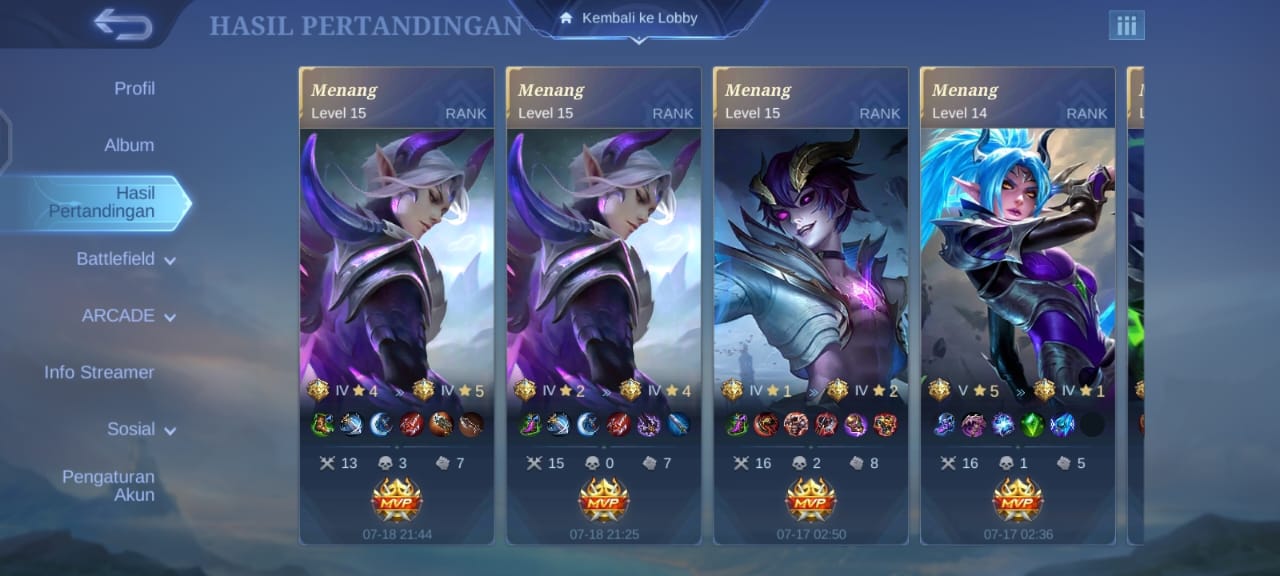 HASIL PERTANDINGAN
Kembali ke Lobby
Profil
Album
Hasil
Pertandingan
Battlefield
ARCADE
Info Streamer
Sosial
Pengaturan
Akun
Menang
Level 15 RANK
IV 4 » IV 5
13 3 7
MVP
07-18 21:44
Menang
Level 15 RANK
IV 2 » IV 4
15 0 7
MVP
07-18 21:25
Menang
Level 15 RANK
IV 1 » IV 2
16 2 8
MVP
07-17 02:50
Menang
Level 14 RANK
V 5 » IV 1
16 1 5
MVP
07-17 02:36